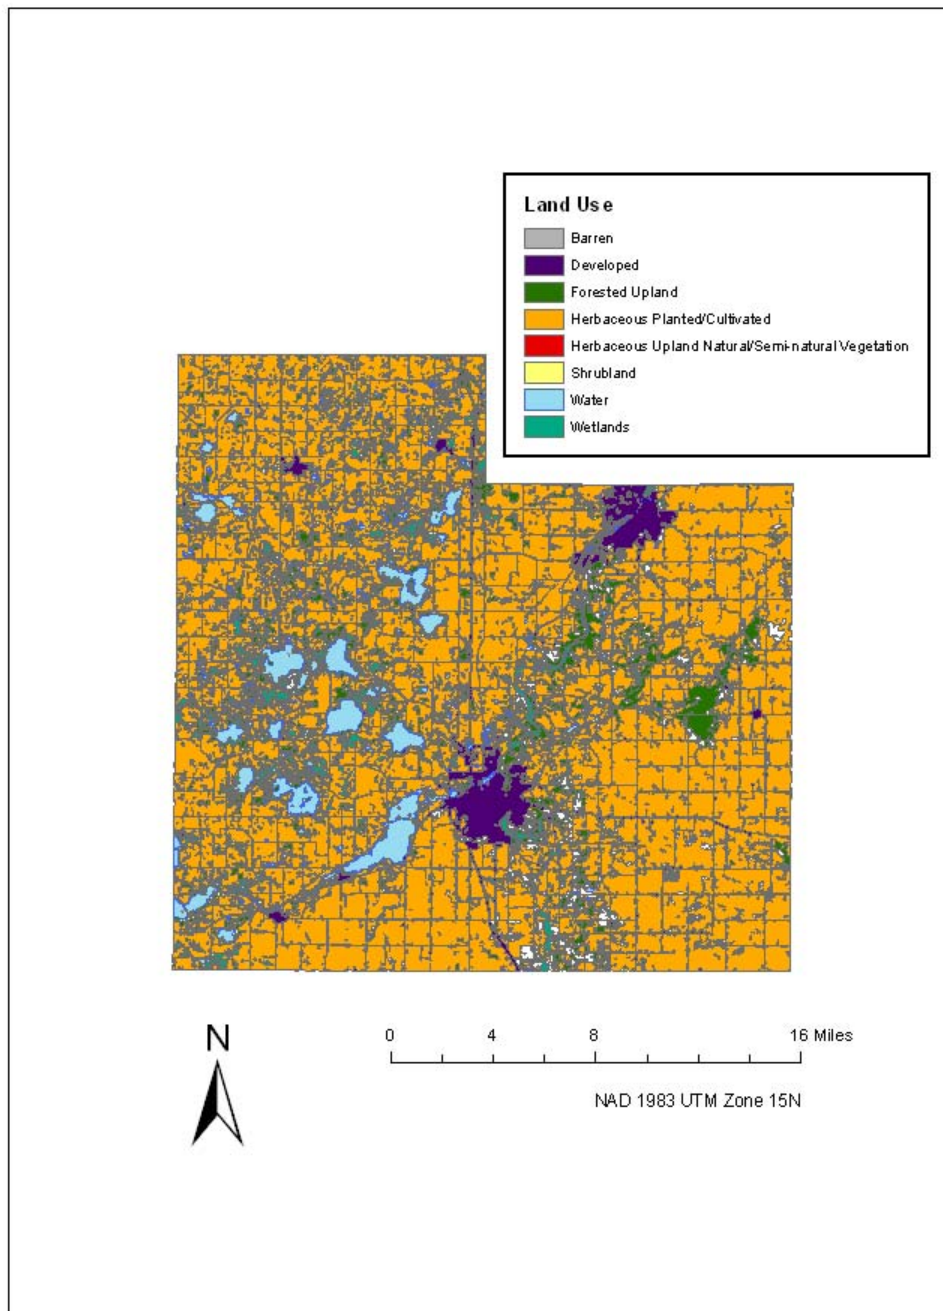 Land Use
Barren
Developed
Forested Upland
Herbaceous Planted/Cultivated
Herbaceous Upland Natural/Semi-natural Vegetation
Shrubland
Water
Wetlands
N
0 4 8 16 Miles
NAD 1983 UTM Zone 15N